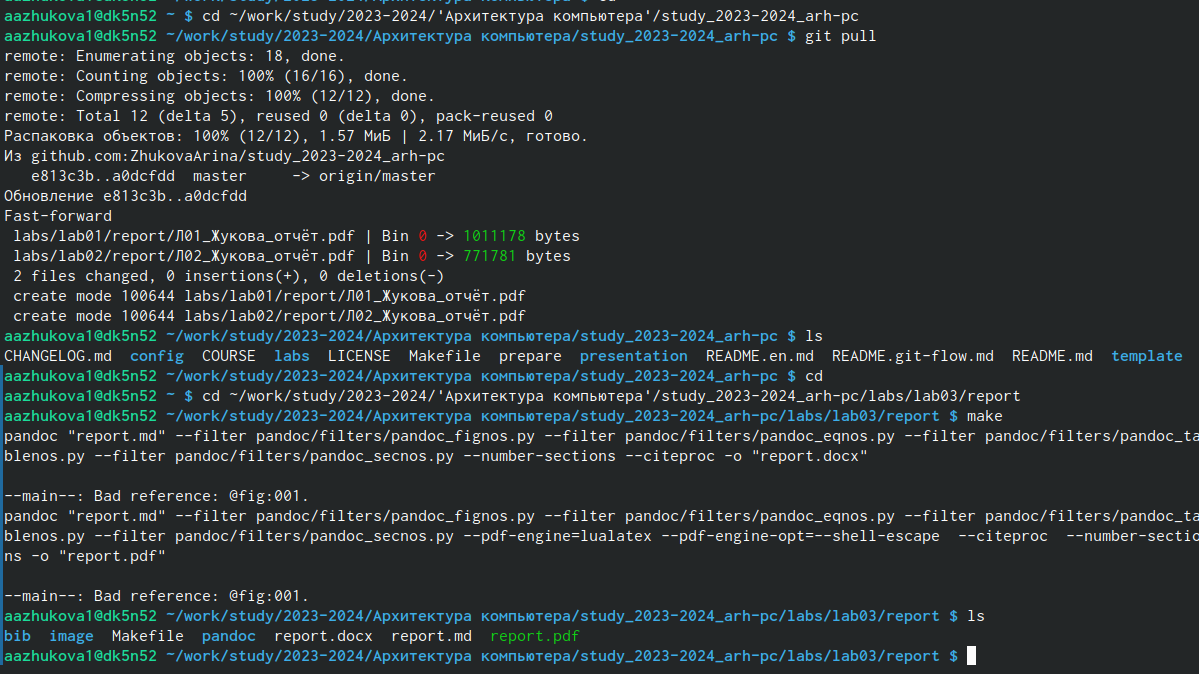 aazhukova1@dk5n52 ~ $ cd ~/work/study/2023-2024/'Архитектура компьютера'/study_2023-2024_arh-pc
aazhukova1@dk5n52 ~/work/study/2023-2024/Архитектура компьютера/study_2023-2024_arh-pc $ git pull
remote: Enumerating objects: 18, done.
remote: Counting objects: 100% (16/16), done.
remote: Compressing objects: 100% (12/12), done.
remote: Total 12 (delta 5), reused 0 (delta 0), pack-reused 0
Распаковка объектов: 100% (12/12), 1.57 МиБ | 2.17 МиБ/с, готово.
Из github.com:ZhukovaArina/study_2023-2024_arh-pc
   e813c3b..a0dcfdd  master     -> origin/master
Обновление e813c3b..a0dcfdd
Fast-forward
 labs/lab01/report/Л01_Жукова_отчёт.pdf | Bin 0 -> 1011178 bytes
 labs/lab02/report/Л02_Жукова_отчёт.pdf | Bin 0 -> 771781 bytes
 2 files changed, 0 insertions(+), 0 deletions(-)
 create mode 100644 labs/lab01/report/Л01_Жукова_отчёт.pdf
 create mode 100644 labs/lab02/report/Л02_Жукова_отчёт.pdf
aazhukova1@dk5n52 ~/work/study/2023-2024/Архитектура компьютера/study_2023-2024_arh-pc $ ls
CHANGELOG.md  config  COURSE  labs  LICENSE  Makefile  prepare  presentation  README.en.md  README.git-flow.md  README.md  template
aazhukova1@dk5n52 ~/work/study/2023-2024/Архитектура компьютера/study_2023-2024_arh-pc $ cd
aazhukova1@dk5n52 ~ $ cd ~/work/study/2023-2024/'Архитектура компьютера'/study_2023-2024_arh-pc/labs/lab03/report
aazhukova1@dk5n52 ~/work/study/2023-2024/Архитектура компьютера/study_2023-2024_arh-pc/labs/lab03/report $ make
pandoc "report.md" --filter pandoc/filters/pandoc_fignos.py --filter pandoc/filters/pandoc_eqnos.py --filter pandoc/filters/pandoc_ta
blenos.py --filter pandoc/filters/pandoc_secnos.py --number-sections --citeproc -o "report.docx"
--main--: Bad reference: @fig:001.
pandoc "report.md" --filter pandoc/filters/pandoc_fignos.py --filter pandoc/filters/pandoc_eqnos.py --filter pandoc/filters/pandoc_ta
blenos.py --filter pandoc/filters/pandoc_secnos.py --pdf-engine=lualatex --pdf-engine-opt=--shell-escape  --citeproc  --number-sectio
ns -o "report.pdf"
--main--: Bad reference: @fig:001.
aazhukova1@dk5n52 ~/work/study/2023-2024/Архитектура компьютера/study_2023-2024_arh-pc/labs/lab03/report $ ls
bib  image  Makefile  pandoc  report.docx  report.md  report.pdf
aazhukova1@dk5n52 ~/work/study/2023-2024/Архитектура компьютера/study_2023-2024_arh-pc/labs/lab03/report $